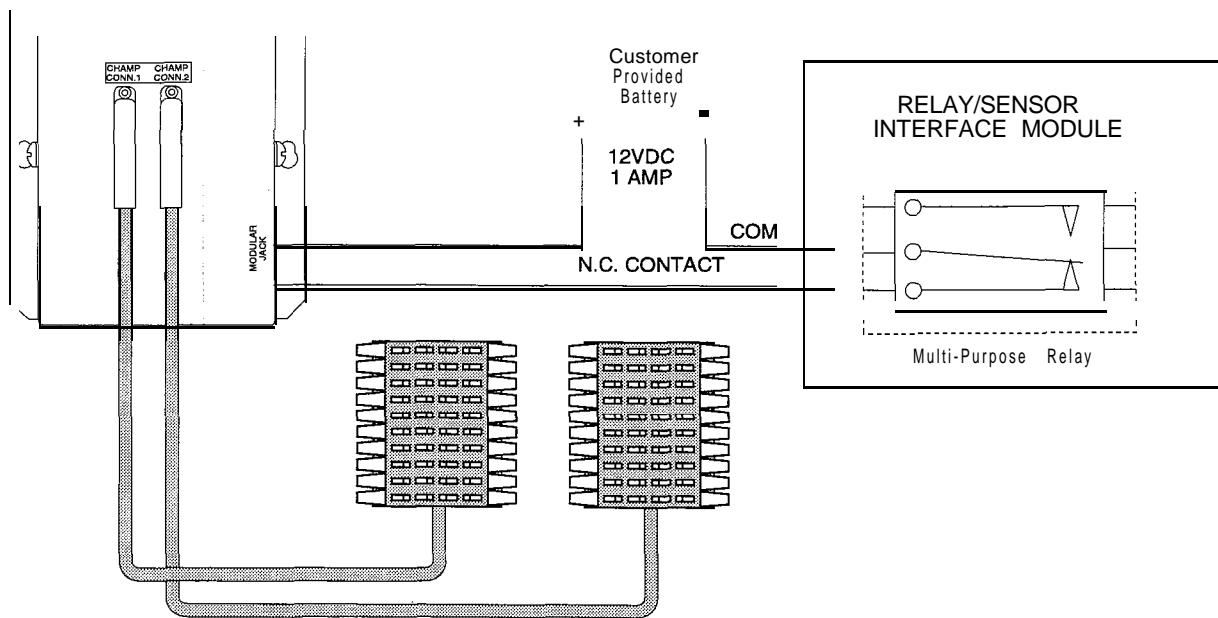 CHAMP CHAMP
CONN.1 CONN.2
MODULAR
JACK
Customer
Provided
Battery
+ -
12VDC
1 AMP
COM
N.C. CONTACT
RELAY/SENSOR
INTERFACE MODULE
Multi-Purpose Relay